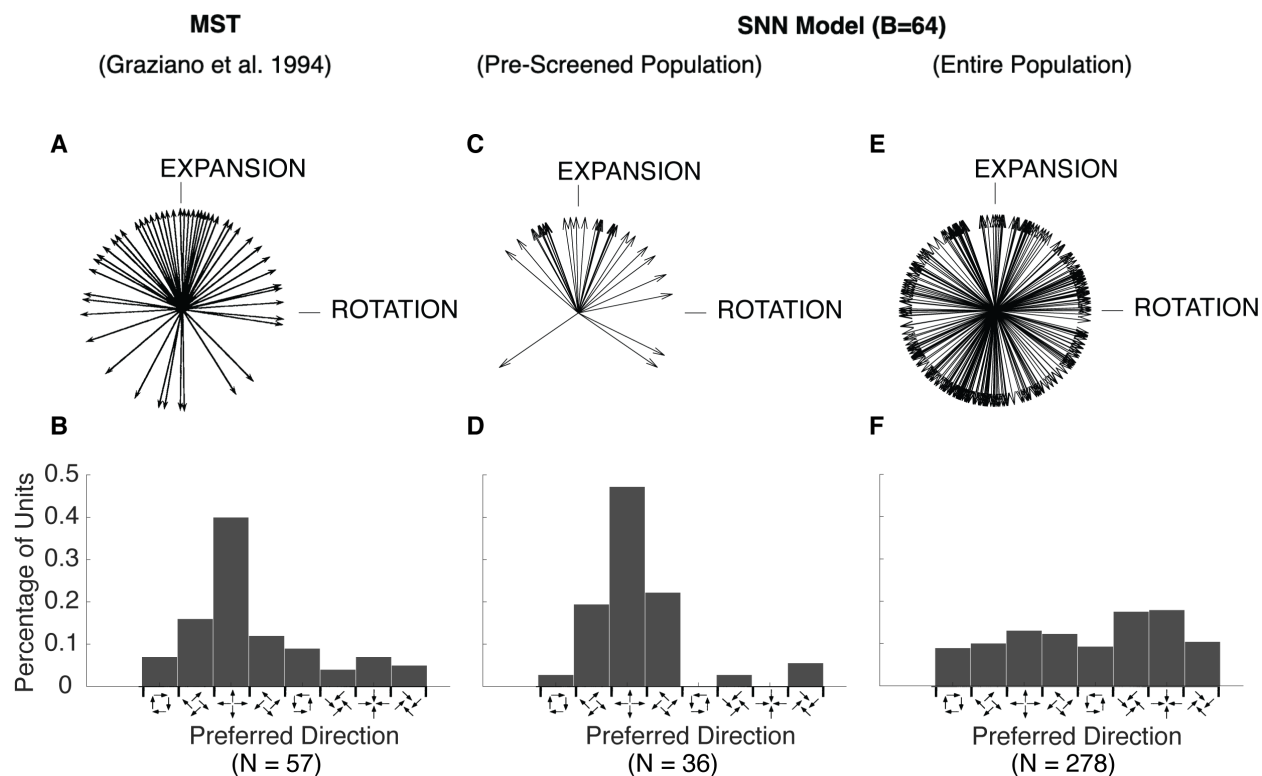 MST
SNN Model (B=64)
(Graziano et al. 1994)
(Pre-Screened Population)
(Entire Population)
A
C
E
EXPANSION
EXPANSION
EXPANSION
ROTATION
ROTATION
ROTATION
B
D
F
Percentage of Units
0.5
0.4
0.3
0.2
0.1
0
Preferred Direction
(N = 57)
Preferred Direction
(N = 36)
Preferred Direction
(N = 278)